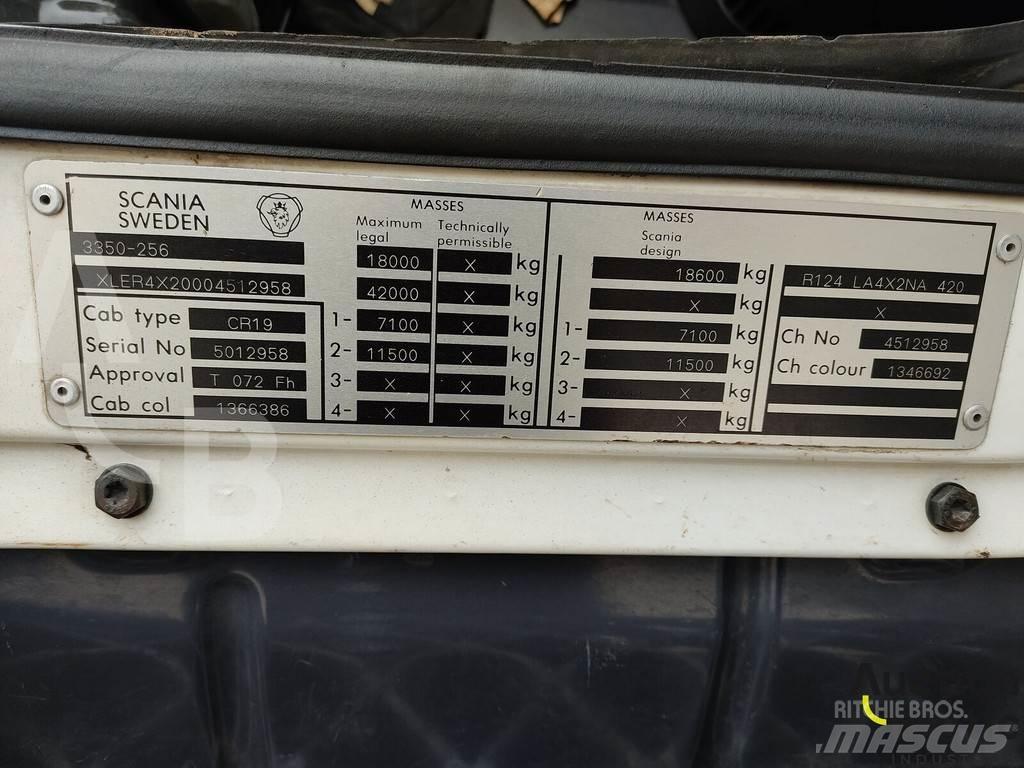 SCANIA
SWEDEN
3350-256
XLER4X20004512958
Cab type CR19
Serial No 5012958
Approval T 072 Fh
Cab col 1366386
MASSES
Maximum legal Technically permissible
18000 X kg
42000 X kg
1- 7100 X kg
2- 11500 X kg
3- X X kg
4- X X kg
MASSES
Scania
design
18600 kg
X kg
1- 7100 kg
2- 11500 kg
3- X kg
4- X kg
R124 LA4X2NA 420
X
Ch No 4512958
Ch colour 1346692
AB
RITCHIE BROS.
MASCUS